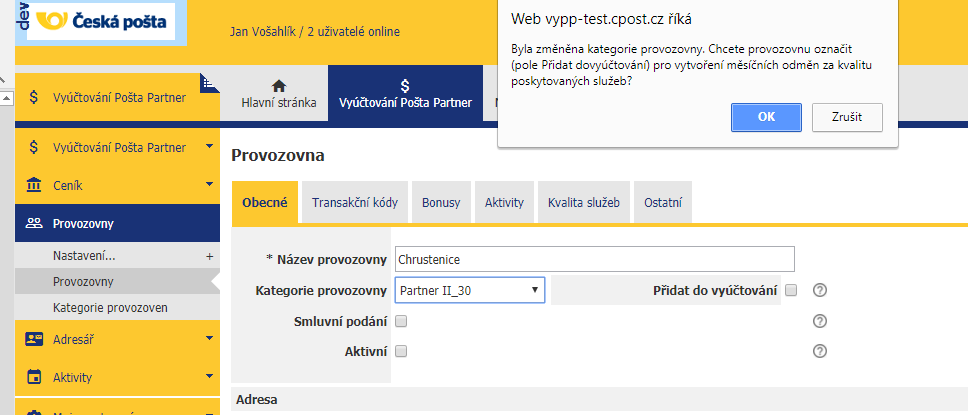 dev
Česká pošta
Jan Vošahlík / 2 uživatelé online
Web vypp-test.cpost.cz říká
Byla změněna kategorie provozovny. Chcete provozovnu označit
(pole Přidat dovyúčtování) pro vytvoření měsíčních odměn za kvalitu
poskytovaných služeb?
OK
Zrušit
Vyúčtování Pošta Partner
Hlavní stránka
Vyúčtování Pošta Partner
Vyúčtování Pošta Partner
Ceník
Provozovny
Nastavení... +
Provozovny
Kategorie provozoven
Adresář
Aktivity
Provozovna
Obecné
Transakční kódy
Bonusy
Aktivity
Kvalita služeb
Ostatní
* Název provozovny Chrustenice
Kategorie provozovny Partner II_30 Přidat do vyúčtování ?
Smluvní podání ?
Aktivní ?
Adresa